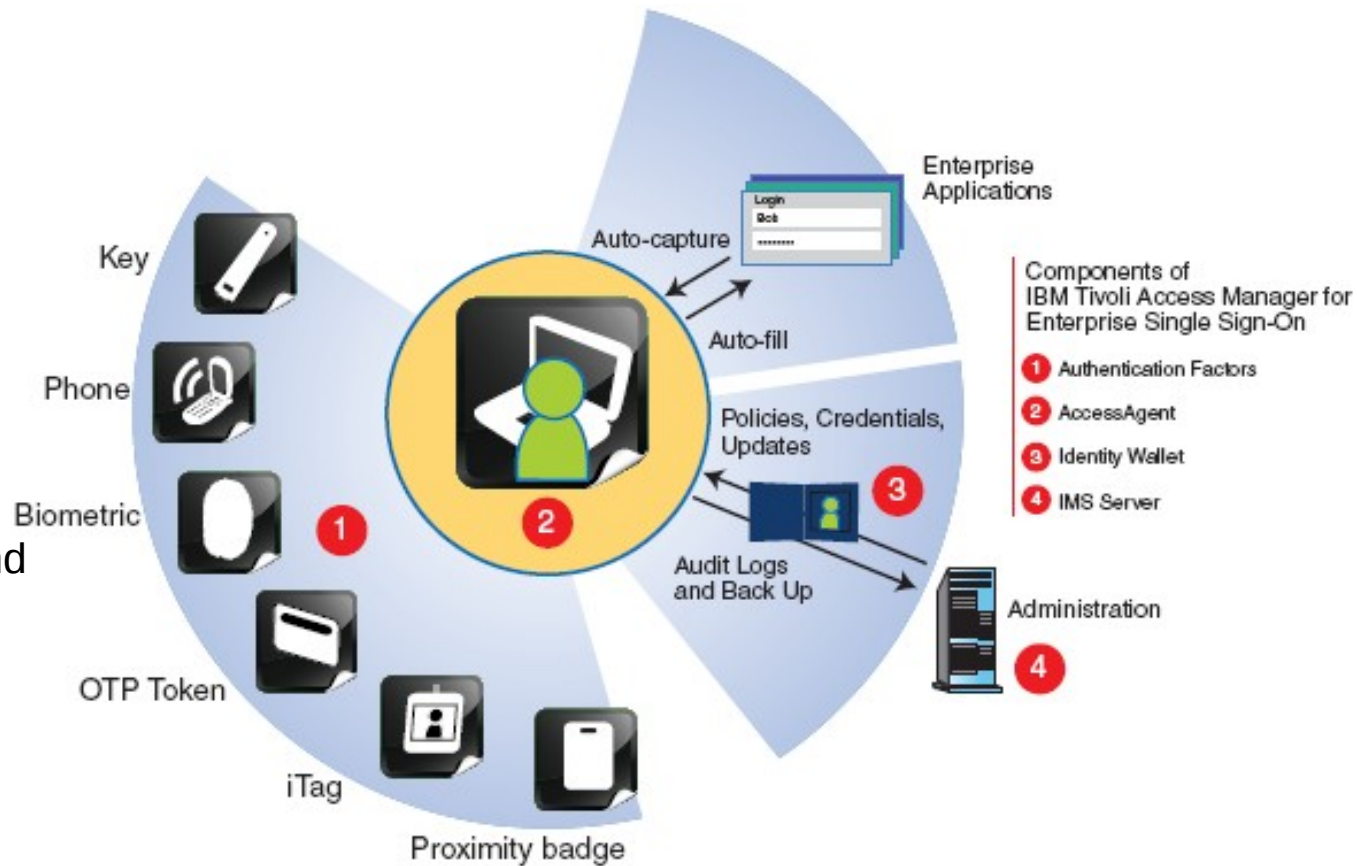 Enterprise
Applications
Login
Bob
••••••••
Auto-capture
Auto-fill
Key
Phone
Biometric
nd
OTP Token
iTag
Proximity badge
1
2
Policies, Credentials,
Updates
3
Audit Logs
and Back Up
Administration
4
Components of
IBM Tivoli Access Manager for
Enterprise Single Sign-On
1 Authentication Factors
2 AccessAgent
3 Identity Wallet
4 IMS Server